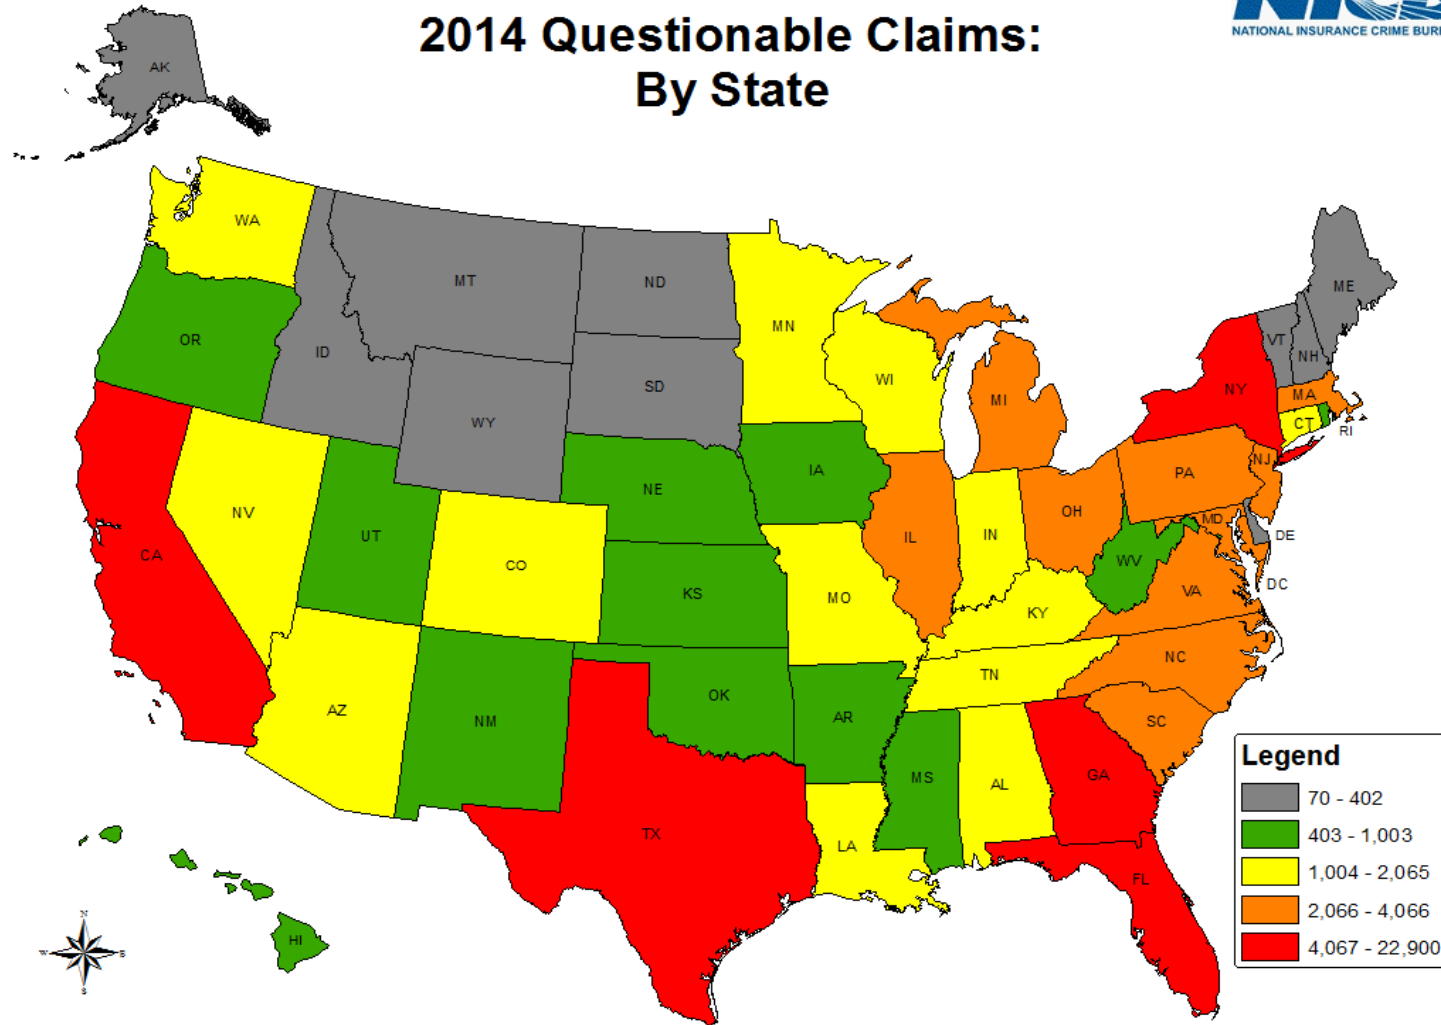 2014 Questionable Claims:
By State
NATIONAL INSURANCE CRIME
AK
WA
MT
ND
MN
OR
ID
SD
WY
WI
MI
ME
VT
NH
NY
MA
CT
RI
IA
NE
PA
NJ
NV
UT
CO
IL
IN
OH
MD
DE
DC
WV
VA
CA
KS
MO
KY
NC
TN
SC
AZ
NM
OK
AR
MS
AL
GA
TX
LA
FL
HI
N
W
S
Legend
70 - 402
403 - 1,003
1,004 - 2,065
2,066 - 4,066
4,067 - 22,900